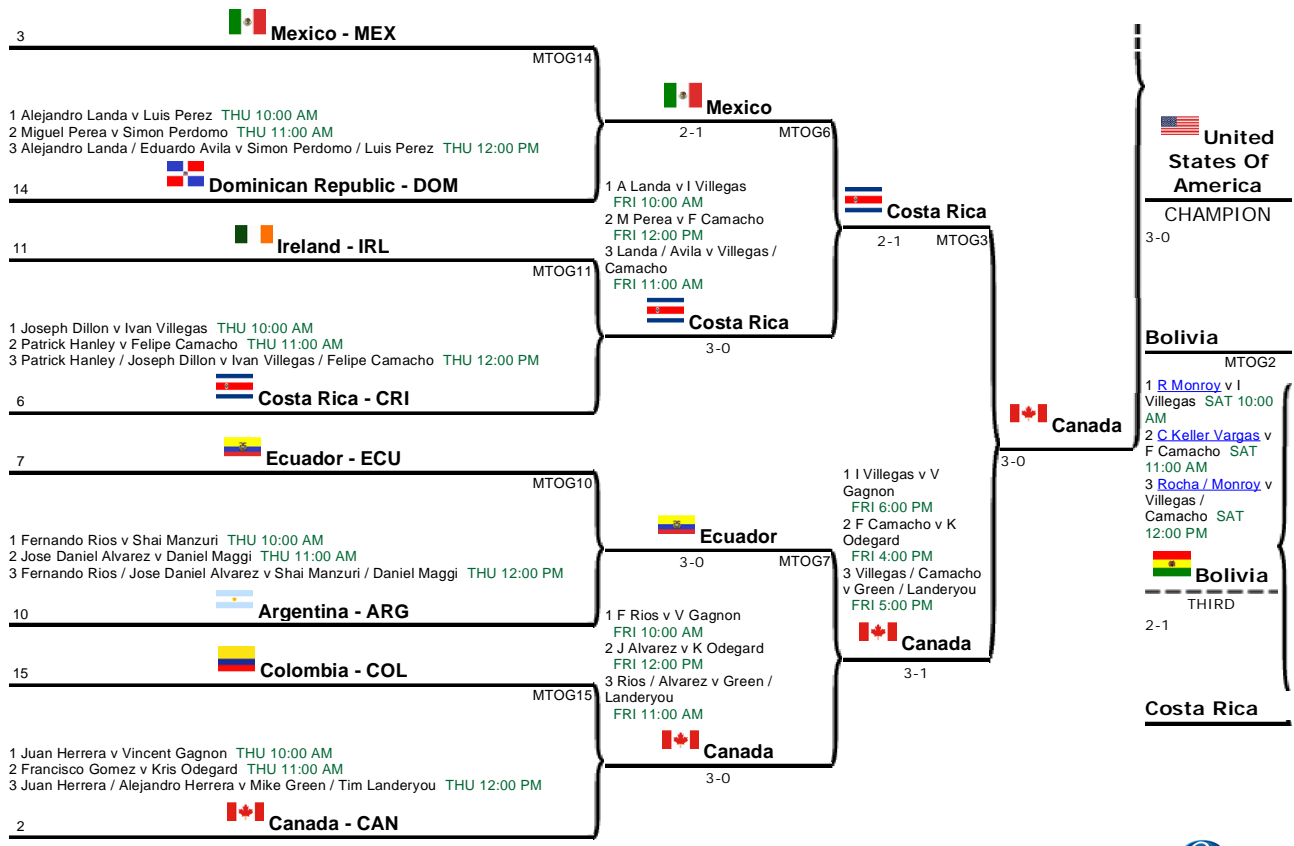 3
Mexico - MEX
MTOG14
1 Alejandro Landa v Luis Perez THU 10:00 AM
2 Miguel Perea v Simon Perdomo THU 11:00 AM
3 Alejandro Landa / Eduardo Avila v Simon Perdomo / Luis Perez THU 12:00 PM
14
Dominican Republic - DOM
11
Ireland - IRL
MTOG11
1 Joseph Dillon v Ivan Villegas THU 10:00 AM
2 Patrick Hanley v Felipe Camacho THU 11:00 AM
3 Patrick Hanley / Joseph Dillon v Ivan Villegas / Felipe Camacho THU 12:00 PM
6
Costa Rica - CRI
7
Ecuador - ECU
MTOG10
1 Fernando Rios v Shai Manzuri THU 10:00 AM
2 Jose Daniel Alvarez v Daniel Maggi THU 11:00 AM
3 Fernando Rios / Jose Daniel Alvarez v Shai Manzuri / Daniel Maggi THU 12:00 PM
10
Argentina - ARG
15
Colombia - COL
MTOG15
1 Juan Herrera v Vincent Gagnon THU 10:00 AM
2 Francisco Gomez v Kris Odegard THU 11:00 AM
3 Juan Herrera / Alejandro Herrera v Mike Green / Tim Landeryou THU 12:00 PM
2
Canada - CAN
Mexico
2-1
MTOG6
1 A Landa v I Villegas
FRI 10:00 AM
2 M Perea v F Camacho
FRI 12:00 PM
3 Landa / Avila v Villegas /
Camacho
FRI 11:00 AM
Costa Rica
3-0
Ecuador
3-0
MTOG7
1 F Rios v V Gagnon
FRI 10:00 AM
2 J Alvarez v K Odegard
FRI 12:00 PM
3 Rios / Alvarez v Green /
Landeryou
FRI 11:00 AM
Canada
3-0
Costa Rica
2-1
MTOG3
1 I Villegas v V
Gagnon
FRI 6:00 PM
2 F Camacho v K
Odegard
FRI 4:00 PM
3 Villegas / Camacho
v Green / Landeryou
FRI 5:00 PM
Canada
3-1
Canada
3-0
United
States Of
America
CHAMPION
3-0
Bolivia
MTOG2
1 R Monroy v I
Villegas SAT 10:00
AM
2 C Keller Vargas v
F Camacho SAT
11:00 AM
3 Rocha / Monroy v
Villegas /
Camacho SAT
12:00 PM
Bolivia
THIRD
2-1
Costa Rica